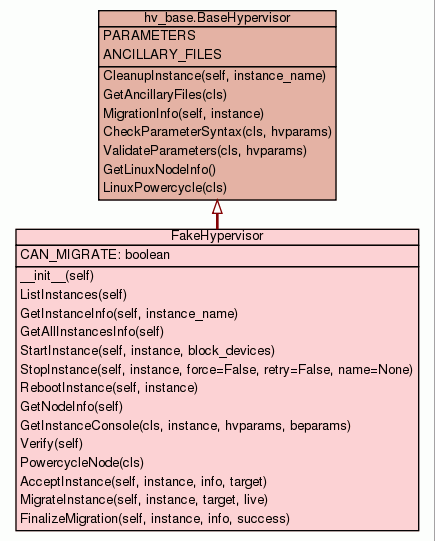 hv_base.BaseHypervisor
PARAMETERS
ANCILLARY_FILES
CleanupInstance(self, instance_name)
GetAncillaryFiles(cls)
MigrationInfo(self, instance)
CheckParameterSyntax(cls, hvparams)
ValidateParameters(cls, hvparams)
GetLinuxNodeInfo()
LinuxPowercycle(cls)
FakeHypervisor
CAN_MIGRATE: boolean
__init__(self)
ListInstances(self)
GetInstanceInfo(self, instance_name)
GetAllInstancesInfo(self)
StartInstance(self, instance, block_devices)
StopInstance(self, instance, force=False, retry=False, name=None)
RebootInstance(self, instance)
GetNodeInfo(self)
GetInstanceConsole(cls, instance, hvparams, beparams)
Verify(self)
PowercycleNode(cls)
AcceptInstance(self, instance, info, target)
MigrateInstance(self, instance, target, live)
FinalizeMigration(self, instance, info, success)